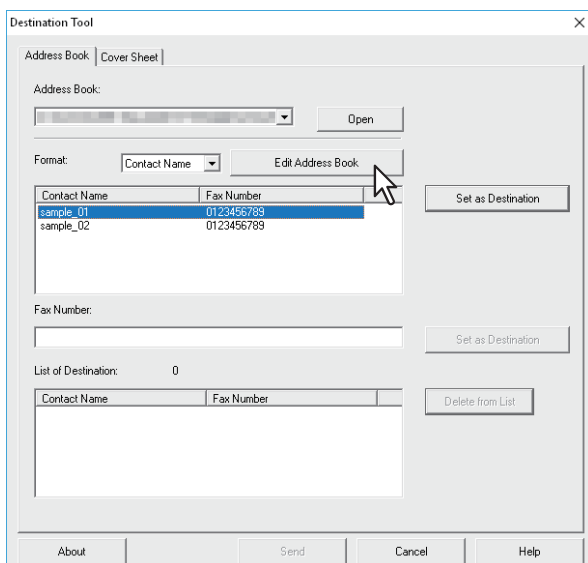 Destination Tool
Address Book Cover Sheet
Address Book:
Open
Format: Contact Name Edit Address Book
Contact Name Fax Number
sample_01 0123456789
sample_02 0123456789
Set as Destination
Fax Number:
Set as Destination
List of Destination: 0
Contact Name Fax Number
Delete from List
About Send Cancel Help